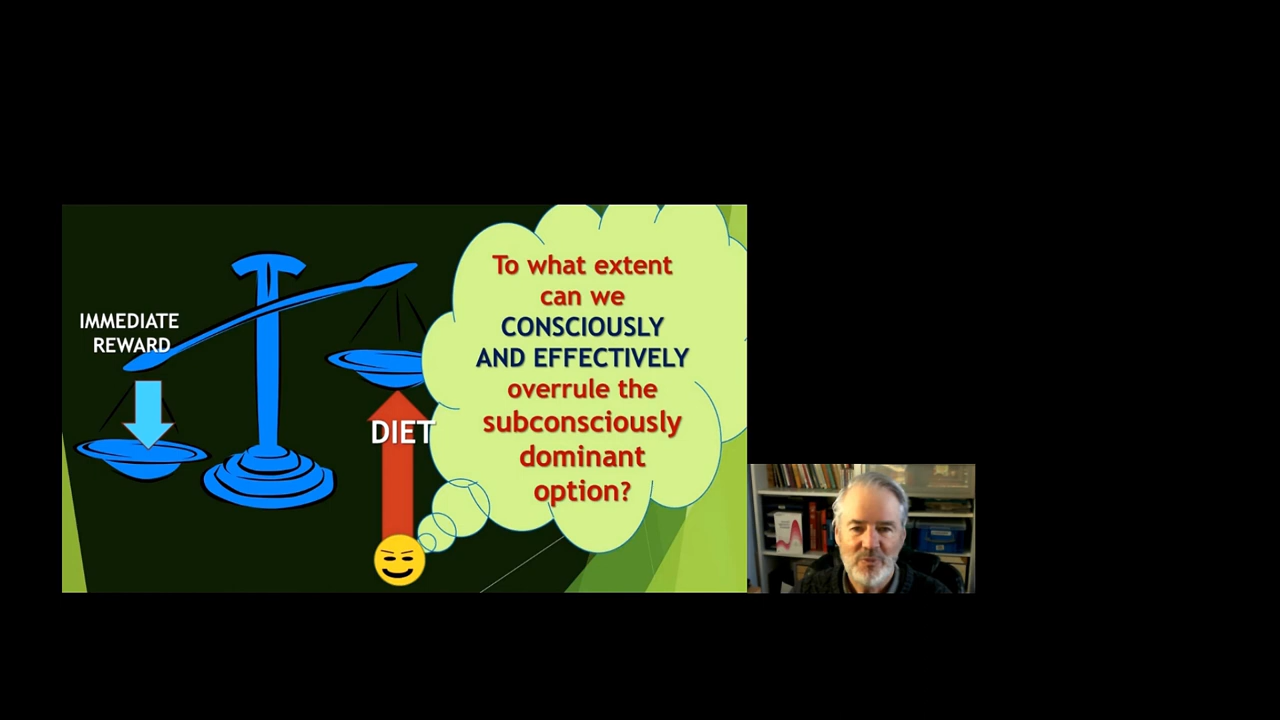 IMMEDIATE
REWARD
DIET
To what extent
can we
CONSCIOUSLY
AND EFFECTIVELY
overrule the
subconsciously
dominant
option?